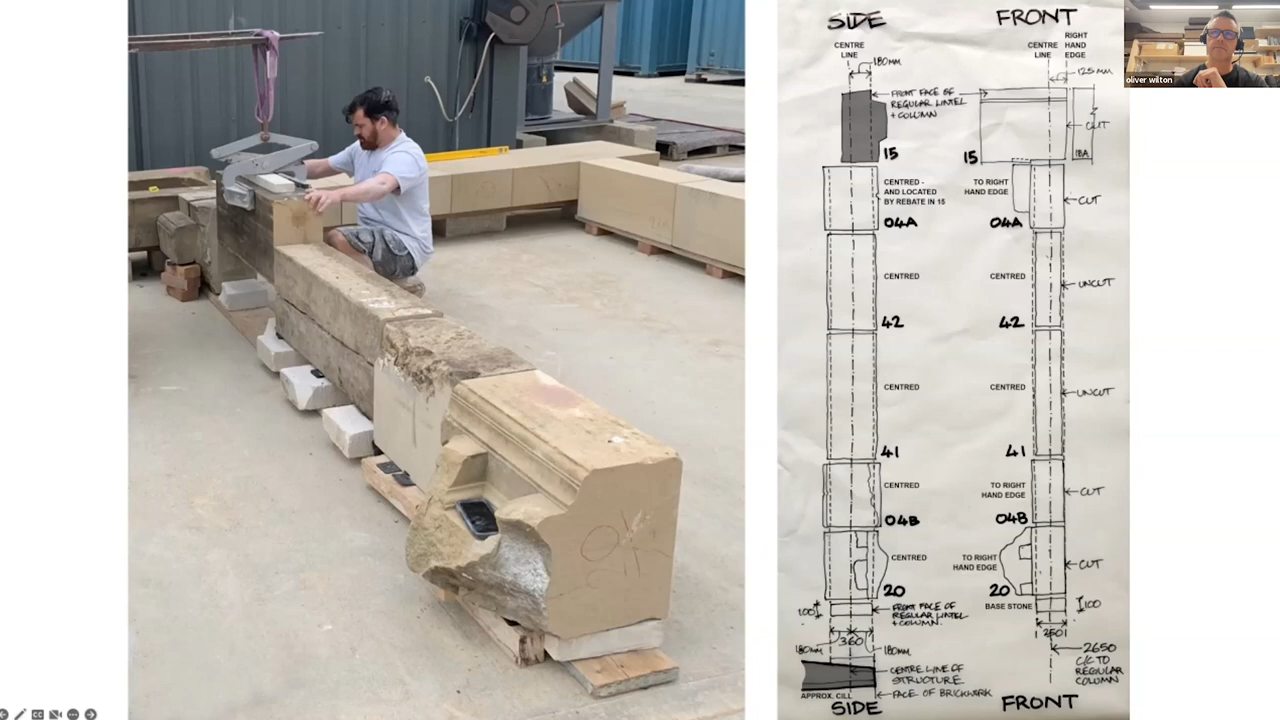 SIDE
FRONT
CENTRE
LINE
180MM
FRONT FACE OF
REGULAR LINTEL
+ COLUMN
15
CENTRED -
AND LOCATED
BY REBATE IN 15
04A
CENTRED
42
CENTRED
41
CENTRED
04B
CENTRED
20
100
FRONT FACE OF
REGULAR LINTEL
+ COLUMN.
360
180MM
180MM
CENTRE LINE OF
STRUCTURE
APPROX. CILL
FACE OF BRICKWORK
SIDE
CENTRE
LINE
RIGHT
HAND
EDGE
125MM
CUT
18A
15
TO RIGHT
HAND EDGE
CUT
04A
CENTRED
UNCUT
42
CENTRED
UNCUT
41
TO RIGHT
HAND EDGE
CUT
04B
TO RIGHT
HAND EDGE
CUT
20
BASE STONE
100
250
2650
C/C TO
REGULAR
COLUMN
FRONT
oliver wilton